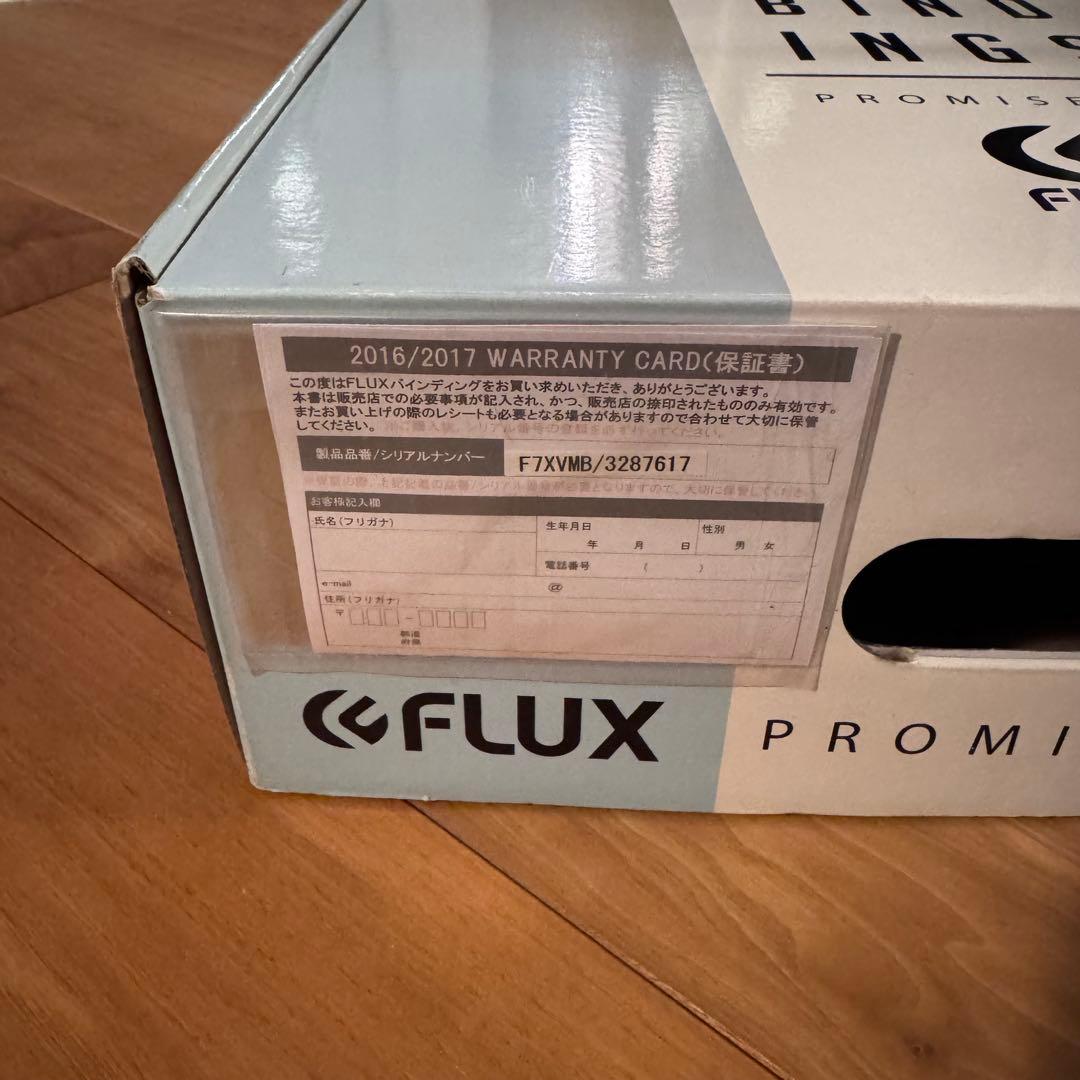 BIND
INGS
PROMISE
2016/2017 WARRANTY CARD(保証書)
この度はFLUXバインディングをお買い求めいただき、ありがとうございます。
本書は販売店での必要事項が記入され、かつ、販売店の捺印されたもののみ有効です。
またお買い上げの際のレシートも必要となる場合がありますので合わせて大切に保管
してください。
製品品番/シリアルナンバー
F7XVMB/3287617
お客様記入欄
氏名(フリガナ)
生年月日
性別
年 月 日
男 女
電話番号 ( )
e-mail
@
住所(フリガナ)
〒 -
都道
府県
FLUX
PROMI